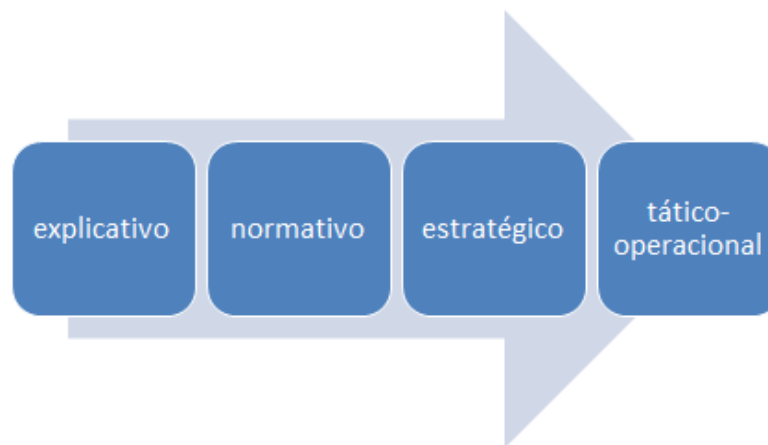 explicativo
normativo
estratégico
tático-
operacional